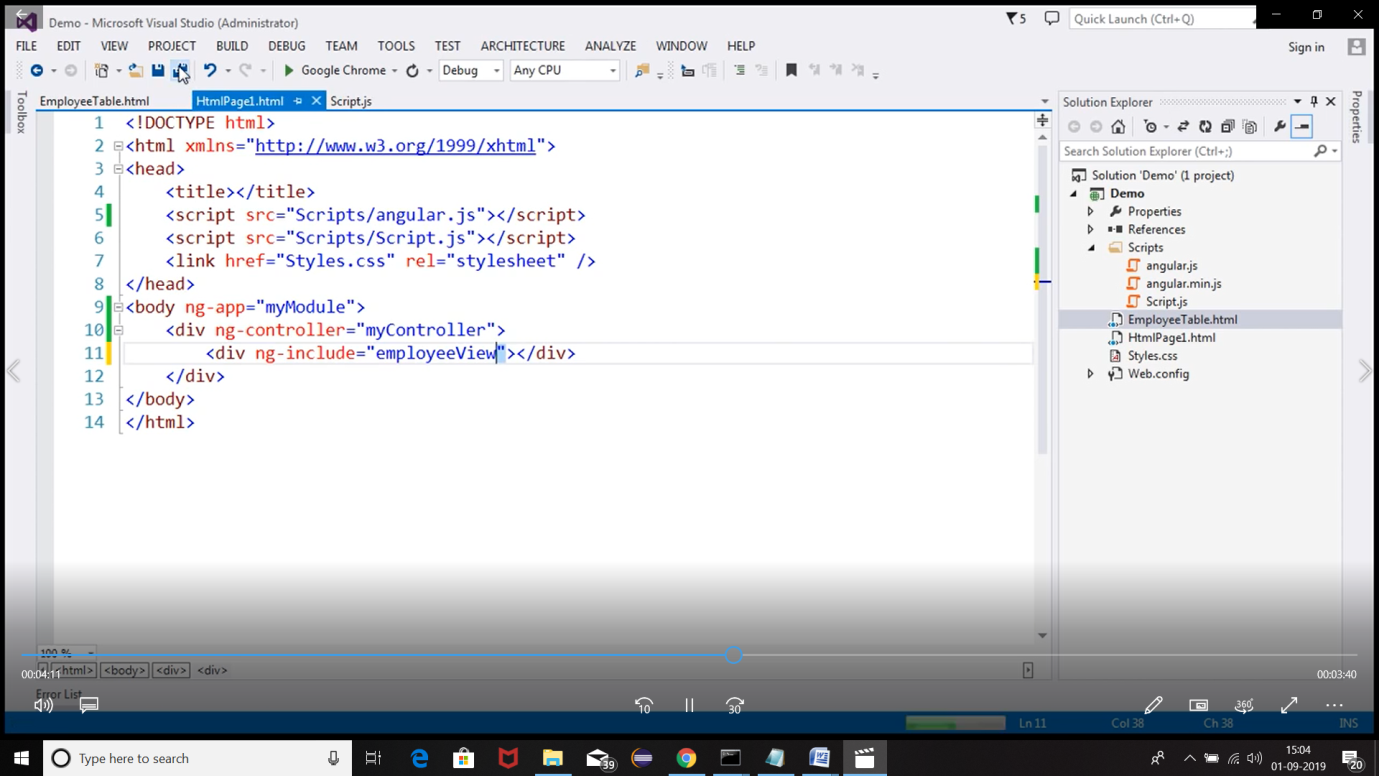 Demo - Microsoft Visual Studio (Administrator)
5
Quick Launch (Ctrl+Q)
FILE EDIT VIEW PROJECT BUILD DEBUG TEAM TOOLS TEST ARCHITECTURE ANALYZE WINDOW HELP
Sign in
Google Chrome Debug Any CPU
Toolbox
EmployeeTable.html HtmlPage1.html Script.js
1 <!DOCTYPE html>
2 <html xmlns="http://www.w3.org/1999/xhtml">
3 <head>
4 <title></title>
5 <script src="Scripts/angular.js"></script>
6 <script src="Scripts/Script.js"></script>
7 <link href="Styles.css" rel="stylesheet" />
8 </head>
9 <body ng-app="myModule">
10 <div ng-controller="myController">
11 <div ng-include="employeeView"></div>
12 </div>
13 </body>
14 </html>
Solution Explorer
Search Solution Explorer (Ctrl+;)
Solution 'Demo' (1 project)
Demo
Properties
References
Scripts
angular.js
angular.min.js
Script.js
EmployeeTable.html
HtmlPage1.html
Styles.css
Web.config
Properties
100 %
<html> <body> <div> <div>
00:04:11
00:03:40
Error List
10
30
360
Ln 11 Col 38 Ch 38 INS
Type here to search
39
15:04
01-09-2019
20